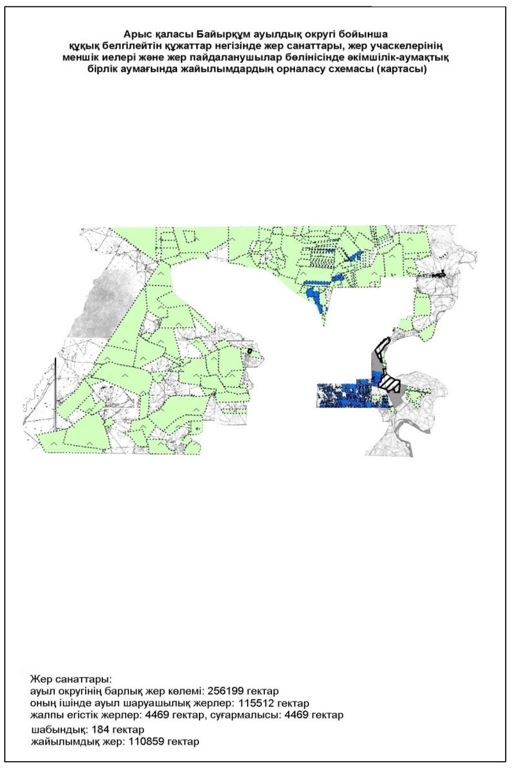 Арыс қаласы Байырқұм ауылдық округі бойынша
құқық белгілейтін құжаттар негізінде жер санаттары, жер учаскелерінің
меншік иелері және жер пайдаланушылар бөлінісінде әкімшілік-аумақтық
бірлік аумағында жайылымдардың орналасу схемасы (картасы)
Жер санаттары:
ауыл округінің барлық жер көлемі: 256199 гектар
оның ішінде ауыл шаруашылық жерлер: 115512 гектар
жалпы егістік жерлер: 4469 гектар, суғармалысы: 4469 гектар
шабындық: 184 гектар
жайылымдық жер: 110859 гектар